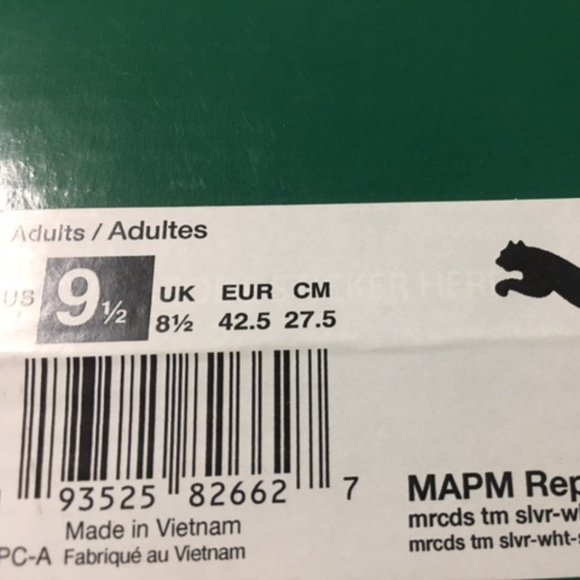 Adults / Adultes
US 9½ UK EUR CM
8½ 42.5 27.5
93525 82662 7
MAPM Rep
Made in Vietnam
mrcds tm slvr-wh
PC-A Fabriqué au Vietnam
mrcds tm slvr-wht-s